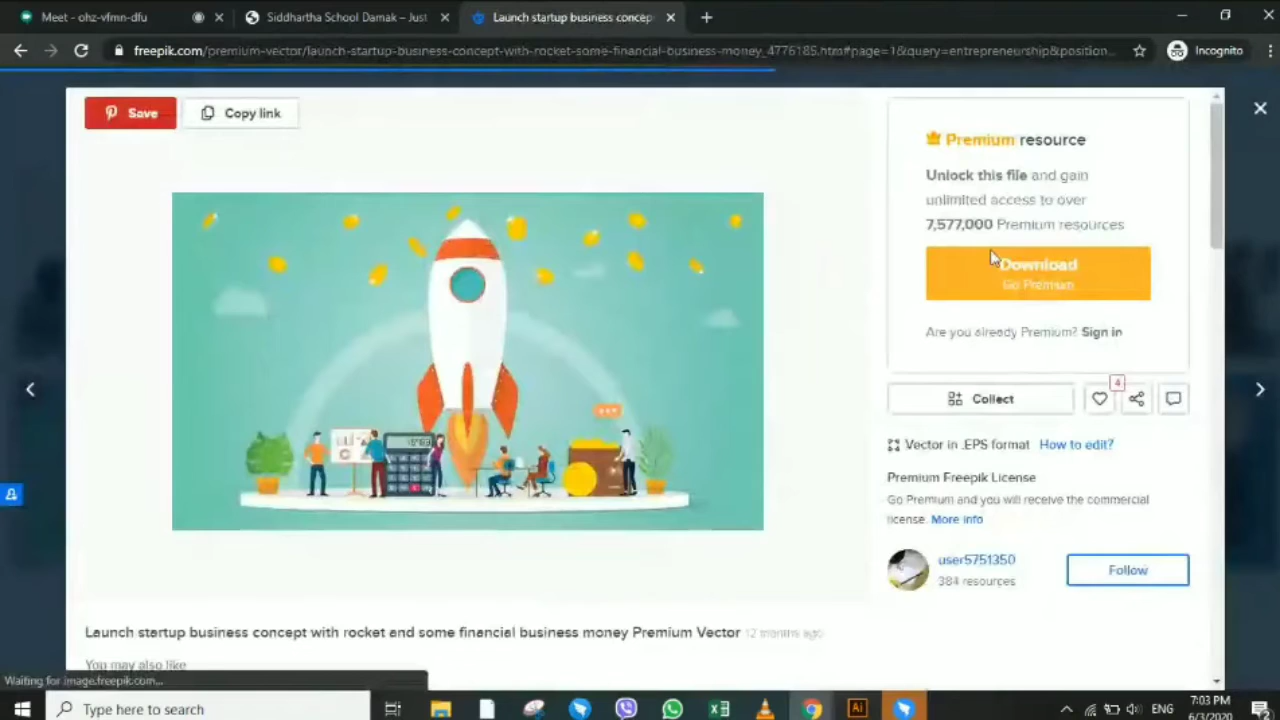 Meet - ohz-vfmn-dfu
Siddhartha School Damak – Just
Launch startup business concep
freepik.com/premium-vector/launch-startup-business-concept-with-rocket-some-financial-business-money_4776185.htm#page=1&query=entrepreneurship&position...
Incognito
Save
Copy link
Premium resource
Unlock this file and gain
unlimited access to over
7,577,000 Premium resources
Download
Go Premium
Are you already Premium? Sign in
4
Collect
Vector in .EPS format How to edit?
Premium Freepik License
Go Premium and you will receive the commercial
license. More info
user5751350
384 resources
Follow
Launch startup business concept with rocket and some financial business money Premium Vector 12 months ago
You may also like
Waiting for image.freepik.com...
Type here to search
Ai
ENG
7:03 PM
6/3/2020